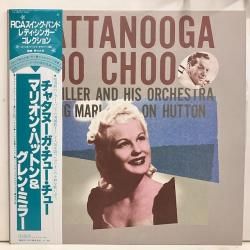 RCAスイング・バンド
レディ・シンガー
コレクション
チャタヌーガ・チュー・チュー
マリオン・ハットン&
グレン・ミラー
ATTANOOGA
OO CHOO
LLER AND HIS ORCHESTRA
G MARI ON HUTTON